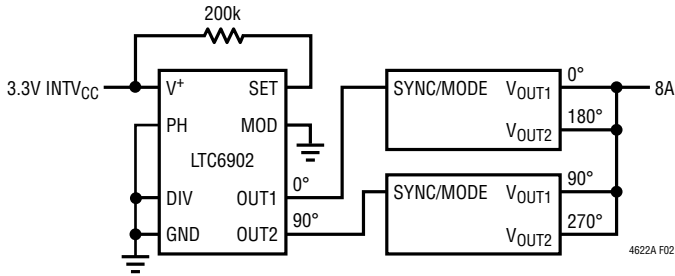 200k
3.3V INTVCC
V+
SET
PH
MOD
LTC6902
DIV
OUT1
0°
GND
OUT2
90°
SYNC/MODE
VOUT1
0°
8A
VOUT2
180°
SYNC/MODE
VOUT1
90°
VOUT2
270°
4622A F02